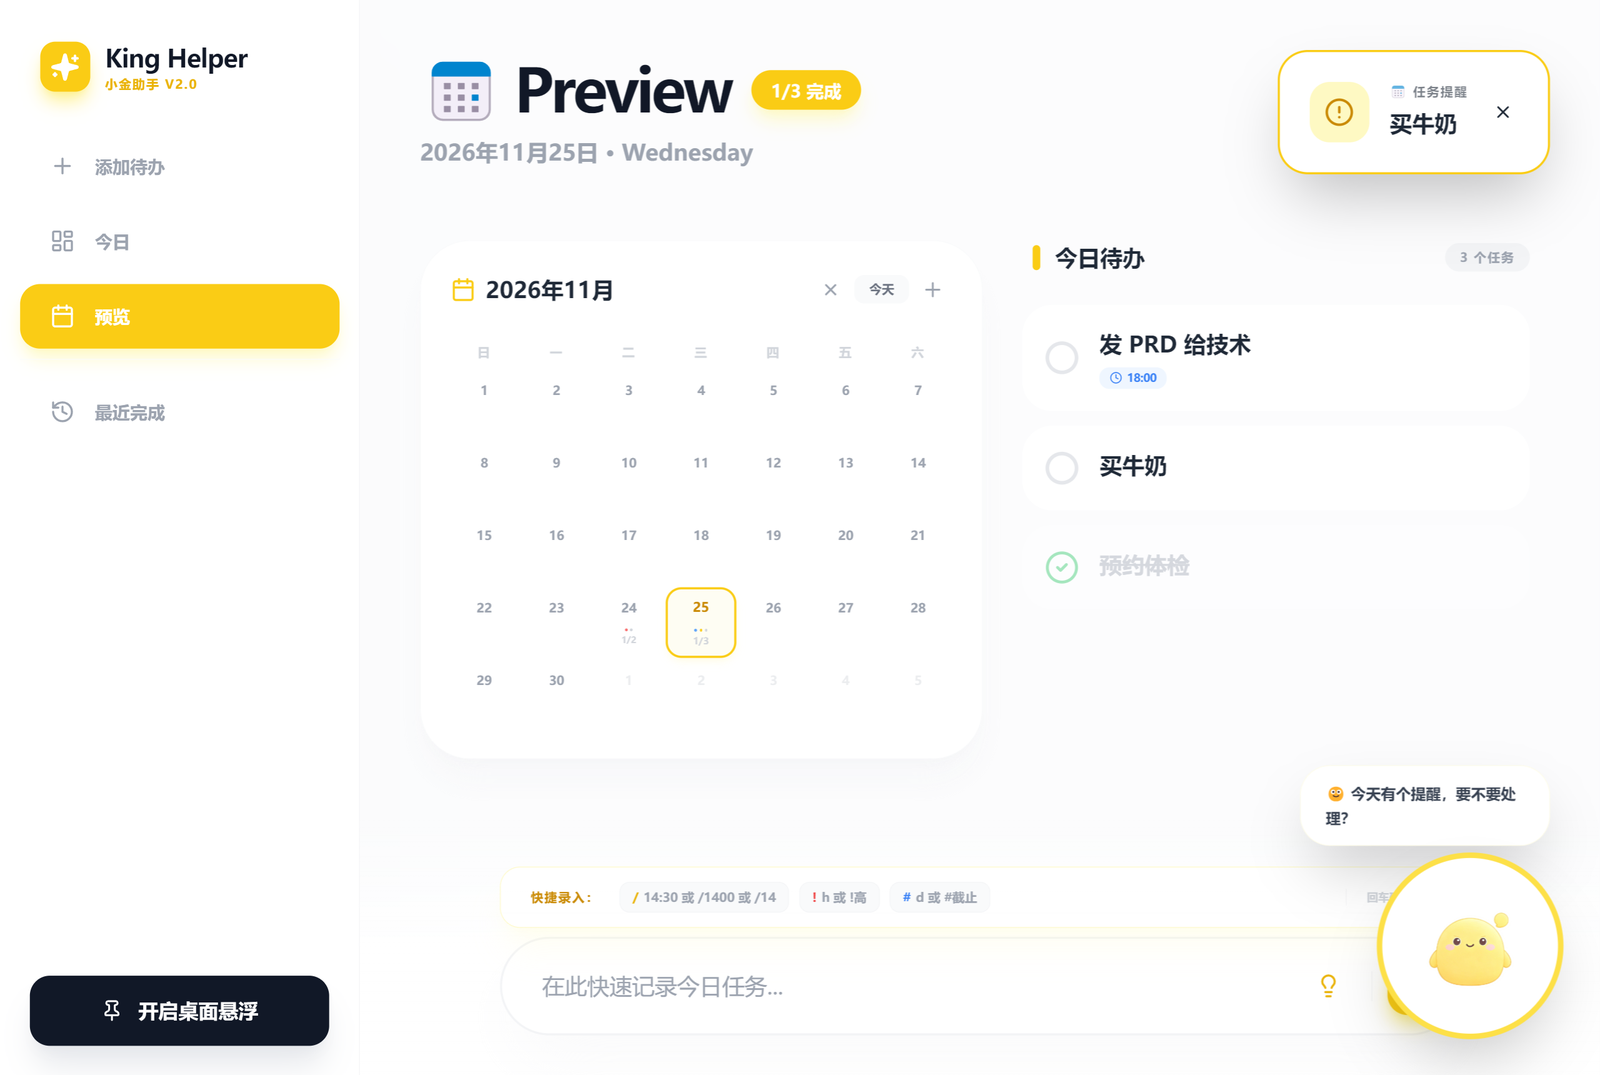 King Helper
小金助手 V2.0
添加待办
今日
预览
最近完成
开启桌面悬浮
Preview
1/3 完成
2026年11月25日 • Wednesday
任务提醒
买牛奶
2026年11月
今天
日 一 二 三 四 五 六
1 2 3 4 5 6 7
8 9 10 11 12 13 14
15 16 17 18 19 20 21
22 23 24 25 26 27 28
1/2 1/3
29 30 1 2 3 4 5
今日待办
3 个任务
发 PRD 给技术
18:00
买牛奶
预约体检
今天有个提醒，要不要处
理?
快捷录入：
/ 14:30 或 /1400 或 /14
! h 或 !高
# d 或 #截止
回车
在此快速记录今日任务...